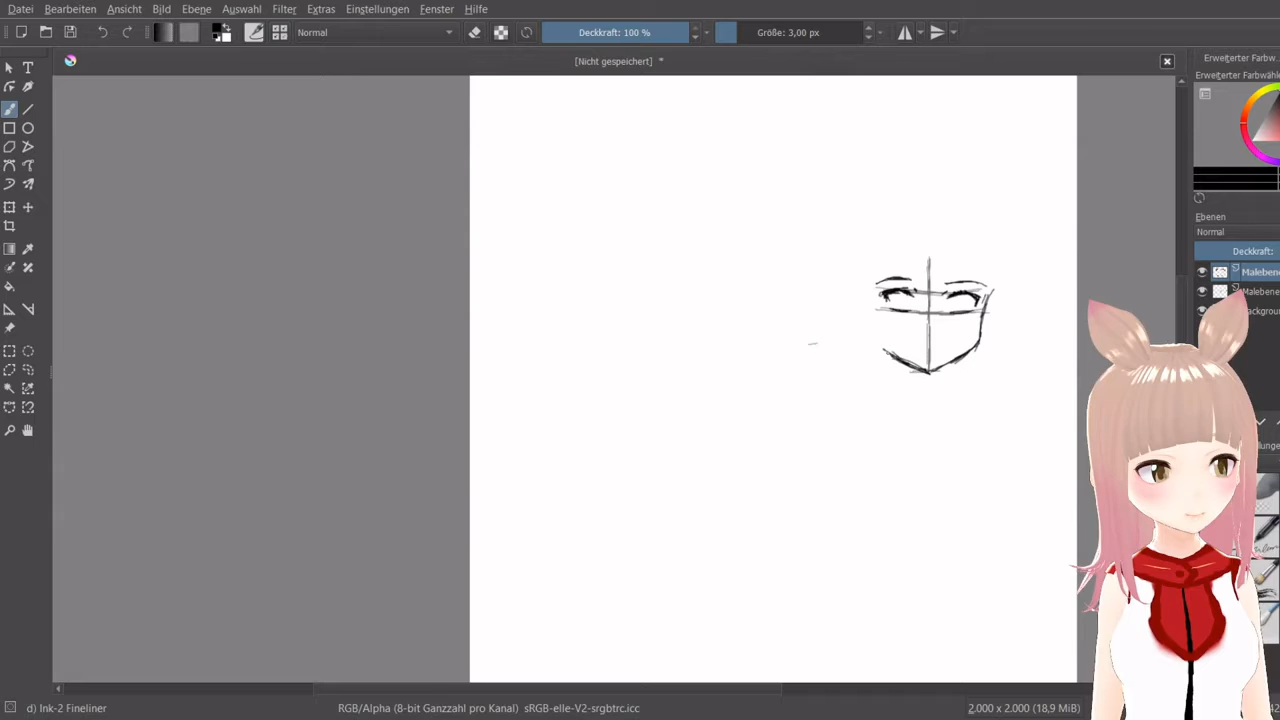 Datei Bearbeiten Ansicht Bild Ebene Auswahl Filter Extras Einstellungen Fenster Hilfe
Normal Deckkraft: 100 % Größe: 3,00 px
[Nicht gespeichert] *
Erweiterter Farbw...
Erweiterter Farbwähle
Ebenen
Normal
Deckkraft:
Malebene
Malebene
d) Ink-2 Fineliner RGB/Alpha (8-bit Ganzzahl pro Kanal) sRGB-elle-V2-srgbtrc.icc 2.000 x 2.000 (18,9 MiB)